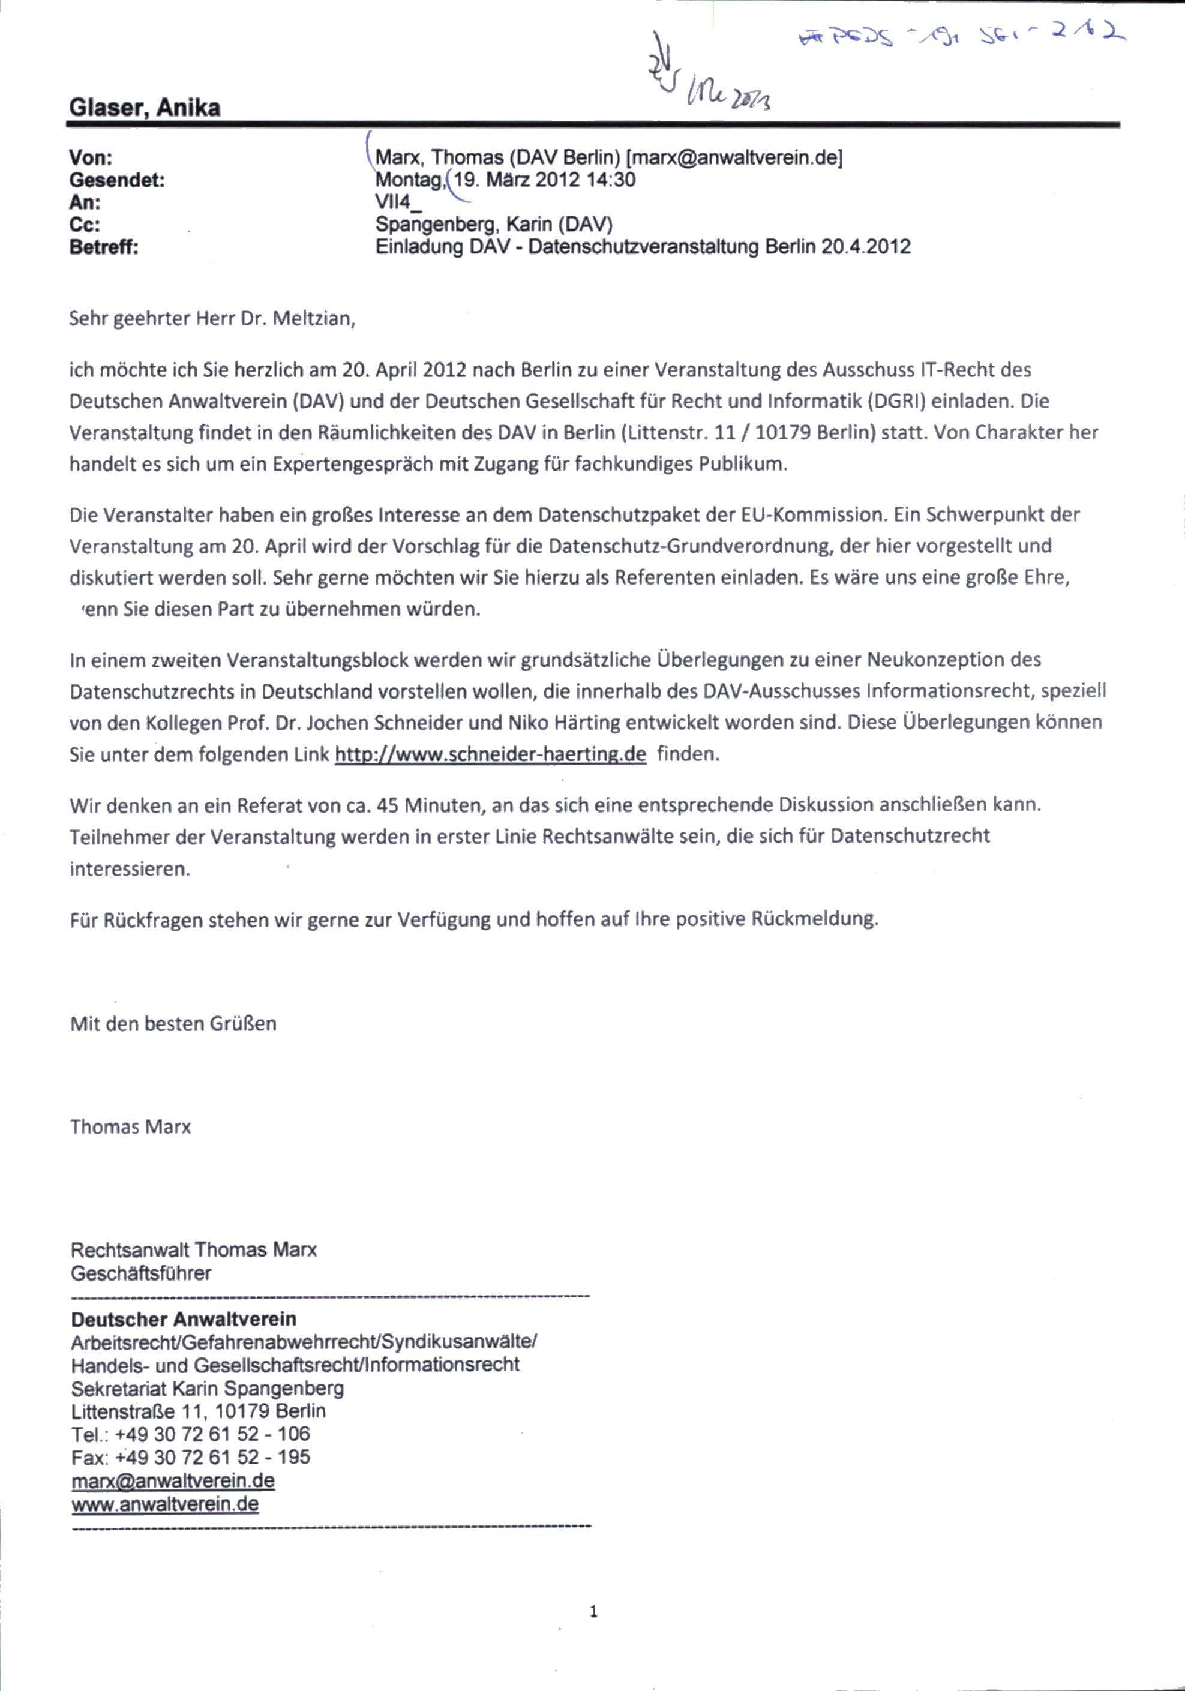 Glaser, Anika
Von: Marx, Thomas (DAV Berlin) [marx@anwaltverein.de]
Gesendet: Montag, 19. März 2012 14:30
An: VII4_
Cc: Spangenberg, Karin (DAV)
Betreff: Einladung DAV - Datenschutzveranstaltung Berlin 20.4.2012
Sehr geehrter Herr Dr. Meltzian,
ich möchte ich Sie herzlich am 20. April 2012 nach Berlin zu einer Veranstaltung des Ausschuss IT-Recht des
Deutschen Anwaltverein (DAV) und der Deutschen Gesellschaft für Recht und Informatik (DGRI) einladen. Die
Veranstaltung findet in den Räumlichkeiten des DAV in Berlin (Littenstr. 11 / 10179 Berlin) statt. Von Charakter her
handelt es sich um ein Expertengespräch mit Zugang für fachkundiges Publikum.
Die Veranstalter haben ein großes Interesse an dem Datenschutzpaket der EU-Kommission. Ein Schwerpunkt der
Veranstaltung am 20. April wird der Vorschlag für die Datenschutz-Grundverordnung, der hier vorgestellt und
diskutiert werden soll. Sehr gerne möchten wir Sie hierzu als Referenten einladen. Es wäre uns eine große Ehre,
enn Sie diesen Part zu übernehmen würden.
In einem zweiten Veranstaltungsblock werden wir grundsätzliche Überlegungen zu einer Neukonzeption des
Datenschutzrechts in Deutschland vorstellen wollen, die innerhalb des DAV-Ausschusses Informationsrecht, speziell
von den Kollegen Prof. Dr. Jochen Schneider und Niko Härting entwickelt worden sind. Diese Überlegungen können
Sie unter dem folgenden Link http://www.schneider-haerting.de finden.
Wir denken an ein Referat von ca. 45 Minuten, an das sich eine entsprechende Diskussion anschließen kann.
Teilnehmer der Veranstaltung werden in erster Linie Rechtsanwälte sein, die sich für Datenschutzrecht
interessieren.
Für Rückfragen stehen wir gerne zur Verfügung und hoffen auf Ihre positive Rückmeldung.
Mit den besten Grüßen
Thomas Marx
Rechtsanwalt Thomas Marx
Geschäftsführer
Deutscher Anwaltverein
Arbeitsrecht/Gefahrenabwehrrecht/Syndikusanwälte/
Handels- und Gesellschaftsrecht/Informationsrecht
Sekretariat Karin Spangenberg
Littenstraße 11, 10179 Berlin
Tel.: +49 30 72 61 52 - 106
Fax: +49 30 72 61 52 - 195
marx@anwaltverein.de
www.anwaltverein.de
1